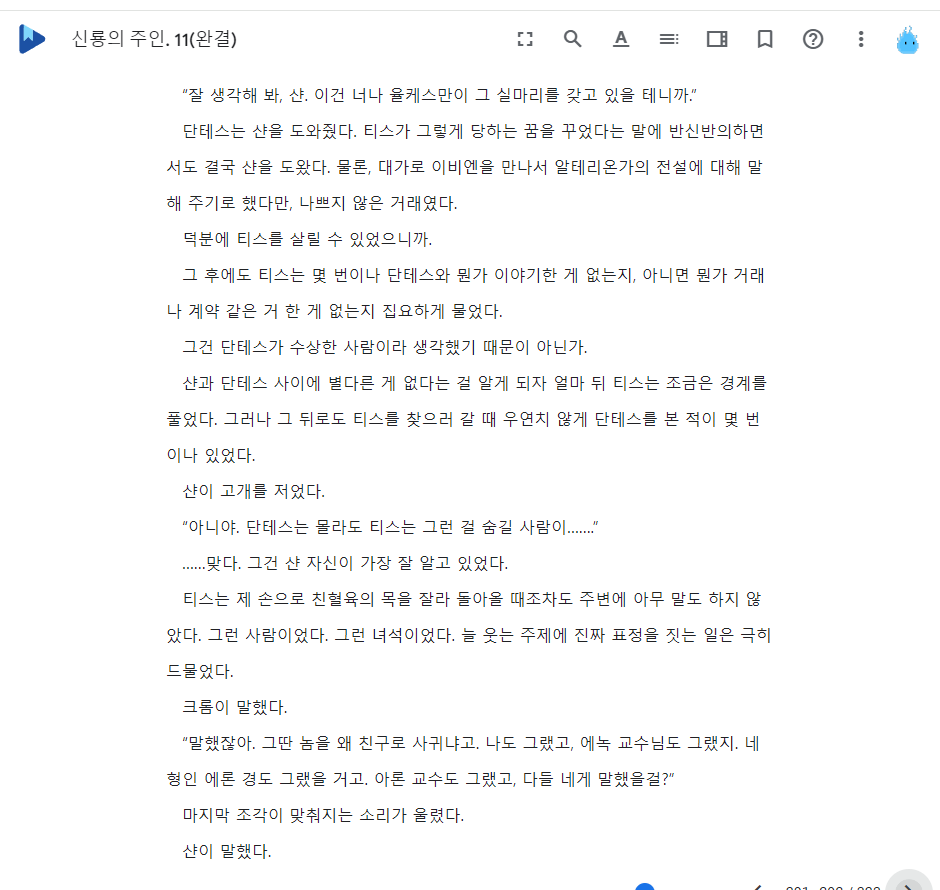 신룡의 주인. 11(완결)
“잘 생각해 봐, 샨. 이건 너나 율케스만이 그 실마리를 갖고 있을 테니까.”
단테스는 샨을 도와줬다. 티스가 그렇게 당하는 꿈을 꾸었다는 말에 반신반의하면
서도 결국 샨을 도왔다. 물론, 대가로 이비엔을 만나서 알테리온가의 전설에 대해 말
해 주기로 했다만, 나쁘지 않은 거래였다.
덕분에 티스를 살릴 수 있었으니까.
그 후에도 티스는 몇 번이나 단테스와 뭔가 이야기한 게 없는지, 아니면 뭔가 거래
나 계약 같은 거 한 게 없는지 집요하게 물었다.
그건 단테스가 수상한 사람이라 생각했기 때문이 아닌가.
샨과 단테스 사이에 별다른 게 없다는 걸 알게 되자 얼마 뒤 티스는 조금은 경계를
풀었다. 그러나 그 뒤로도 티스를 찾으러 갈 때 우연치 않게 단테스를 본 적이 몇 번
이나 있었다.
샨이 고개를 저었다.
“아니야. 단테스는 몰라도 티스는 그런 걸 숨길 사람이…….”
……맞다. 그건 샨 자신이 가장 잘 알고 있었다.
티스는 제 손으로 친혈육의 목을 잘라 돌아올 때조차도 주변에 아무 말도 하지 않
았다. 그런 사람이었다. 그런 녀석이었다. 늘 웃는 주제에 진짜 표정을 짓는 일은 극히
드물었다.
크롬이 말했다.
“말했잖아. 그딴 놈을 왜 친구로 사귀냐고. 나도 그랬고, 에녹 교수님도 그랬지. 네
형인 에론 경도 그랬을 거고. 아론 교수도 그랬고, 다들 네게 말했을걸?”
마지막 조각이 맞춰지는 소리가 울렸다.
샨이 말했다.